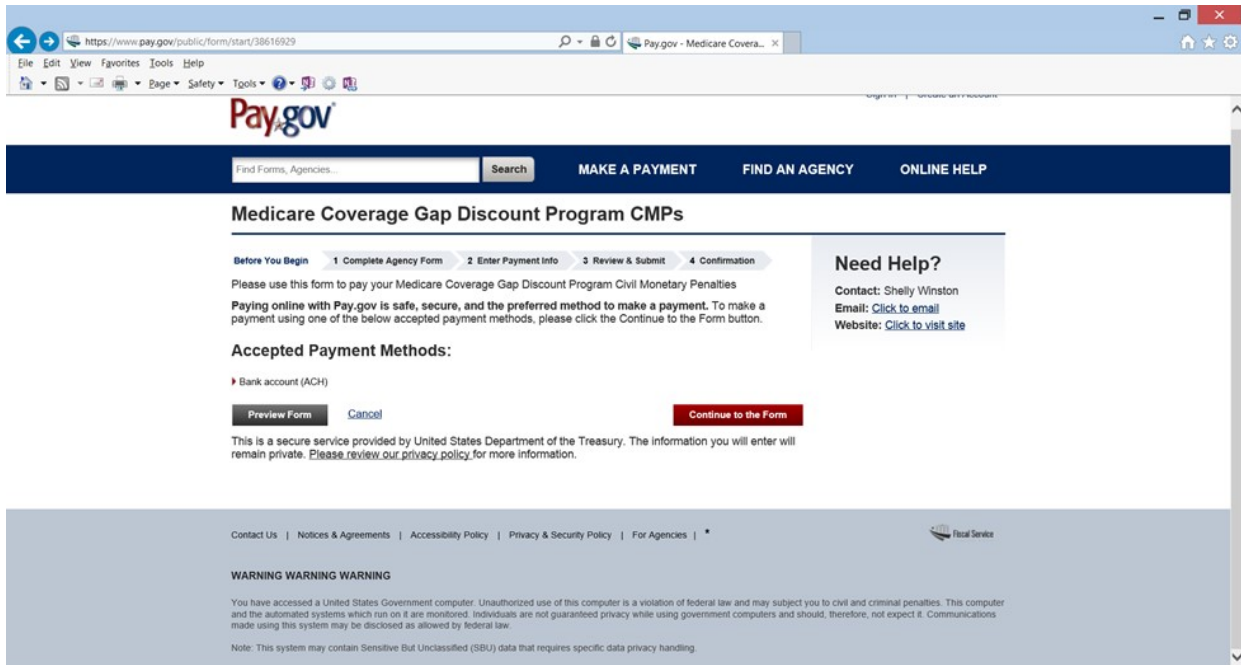 https://www.pay.gov/public/form/start/38616929
Pay.gov - Medicare Covera...
File Edit View Favorites Tools Help
Page Safety Tools
Sign In | Create an Account
Pay.gov
Find Forms, Agencies...
Search
MAKE A PAYMENT
FIND AN AGENCY
ONLINE HELP
Medicare Coverage Gap Discount Program CMPs
Before You Begin 1 Complete Agency Form 2 Enter Payment Info 3 Review & Submit 4 Confirmation
Please use this form to pay your Medicare Coverage Gap Discount Program Civil Monetary Penalties
Paying online with Pay.gov is safe, secure, and the preferred method to make a payment. To make a
payment using one of the below accepted payment methods, please click the Continue to the Form button.
Accepted Payment Methods:
Bank account (ACH)
Preview Form
Cancel
Continue to the Form
This is a secure service provided by United States Department of the Treasury. The information you will enter will
remain private. Please review our privacy policy for more information.
Need Help?
Contact: Shelly Winston
Email: Click to email
Website: Click to visit site
Contact Us | Notices & Agreements | Accessibility Policy | Privacy & Security Policy | For Agencies | *
Fiscal Service
WARNING WARNING WARNING
You have accessed a United States Government computer. Unauthorized use of this computer is a violation of federal law and may subject you to civil and criminal penalties. This computer
and the automated systems which run on it are monitored. Individuals are not guaranteed privacy while using government computers and should, therefore, not expect it. Communications
made using this system may be disclosed as allowed by federal law.
Note: This system may contain Sensitive But Unclassified (SBU) data that requires specific data privacy handling.